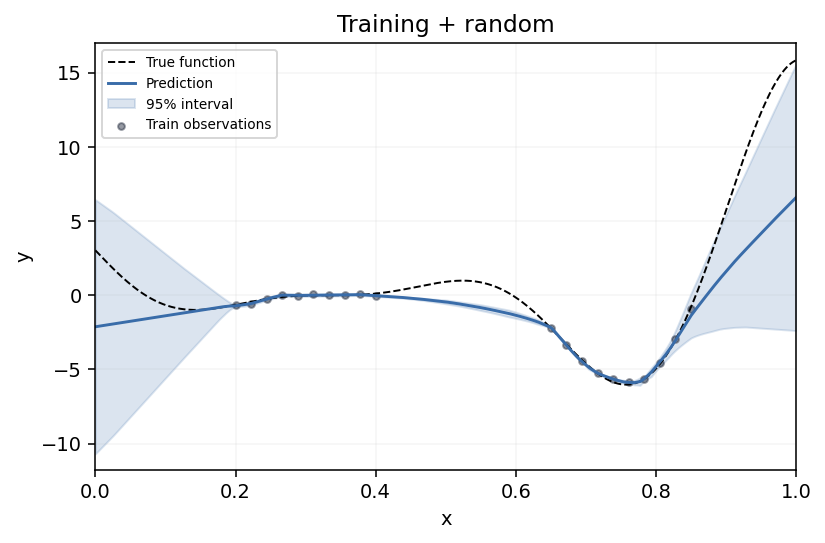 Training + random
True function
Prediction
95% interval
Train observations
15
10
5
0
−5
−10
y
0.0 0.2 0.4 0.6 0.8 1.0
x